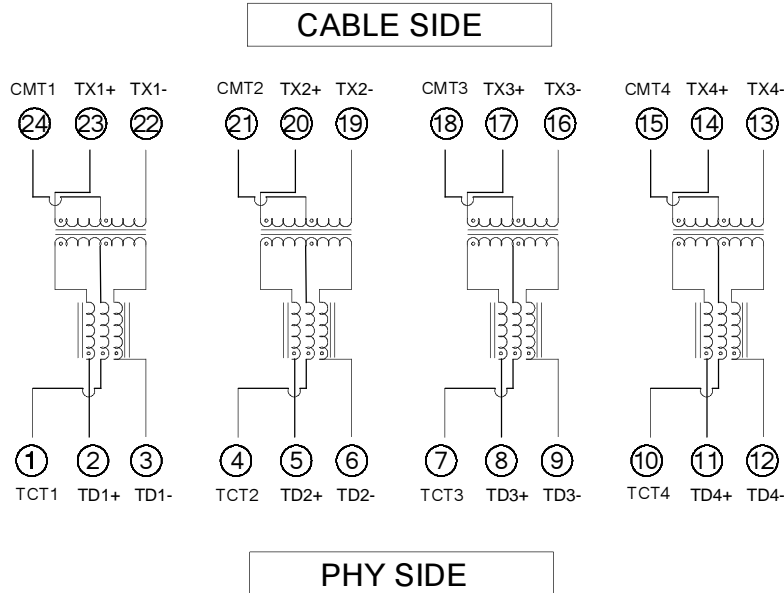 CABLE SIDE
CMT1 TX1+ TX1- CMT2 TX2+ TX2- CMT3 TX3+ TX3- CMT4 TX4+ TX4-
24 23 22 21 20 19 18 17 16 15 14 13
1 2 3 4 5 6 7 8 9 10 11 12
TCT1 TD1+ TD1- TCT2 TD2+ TD2- TCT3 TD3+ TD3- TCT4 TD4+ TD4-
PHY SIDE